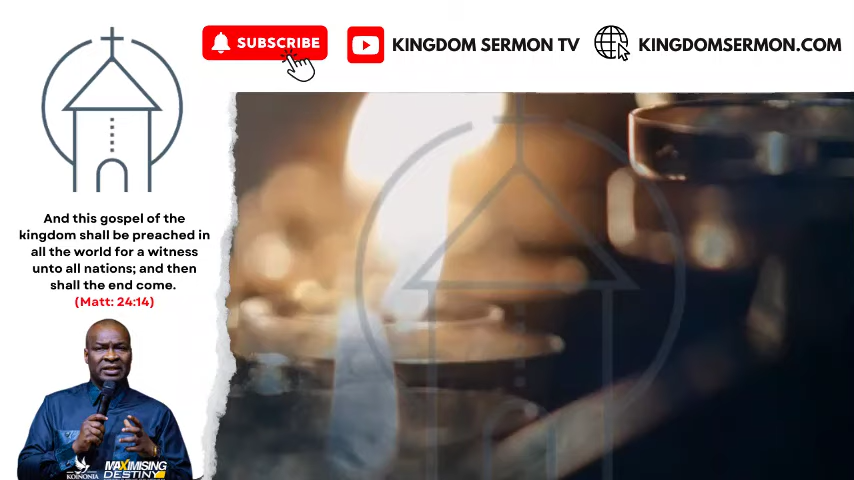 SUBSCRIBE
KINGDOM SERMON TV
KINGDOMSERMON.COM
And this gospel of the
kingdom shall be preached in
all the world for a witness
unto all nations; and then
shall the end come.
(Matt: 24:14)
KOINONIA
MAXIMISING
DESTINY